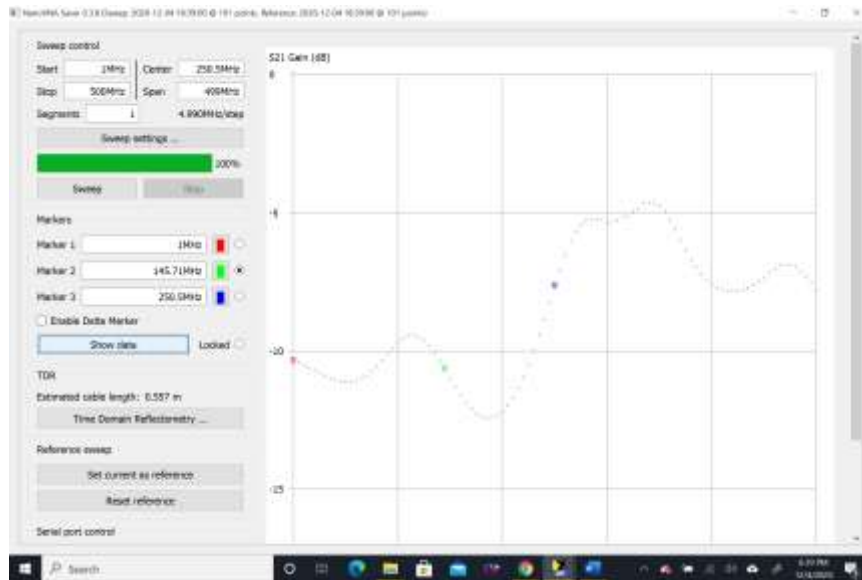 Sweep control
Start 1MHz Center 250.5MHz
Stop 500MHz Span 499MHz
Segments 1 4.990MHz/step
Sweep settings ...
100%
Sweep Stop
Markers
Marker 1 1MHz
Marker 2 145.71MHz
Marker 3 250.5MHz
Enable Delta Marker
Show data Locked
TDR
Estimated cable length: 0.557 m
Time Domain Reflectometry ...
Reference sweep
Set current as reference
Reset reference
Serial port control
S21 Gain (dB)
0
-10
-15
Search